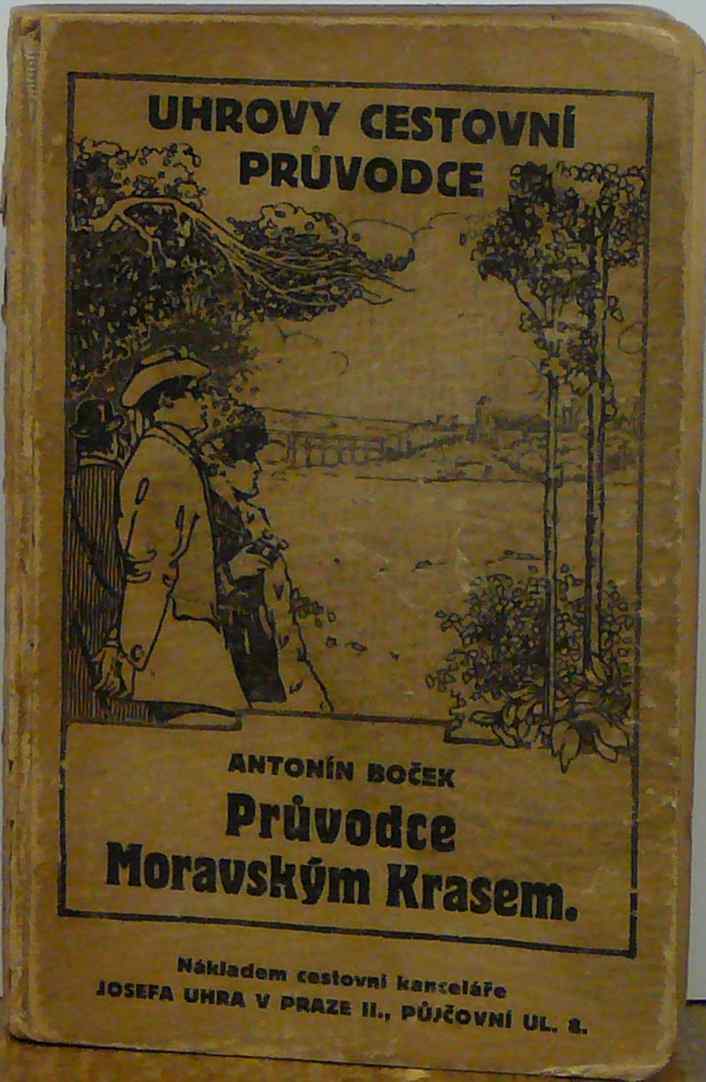 UHROVY CESTOVNÍ
PRŮVODCE
ANTONÍN BOČEK
Průvodce
Moravským Krasem.
Nákladem cestovní kanceláře
JOSEFA UHRA V PRAZE II., PŮJČOVNÍ UL. 8.